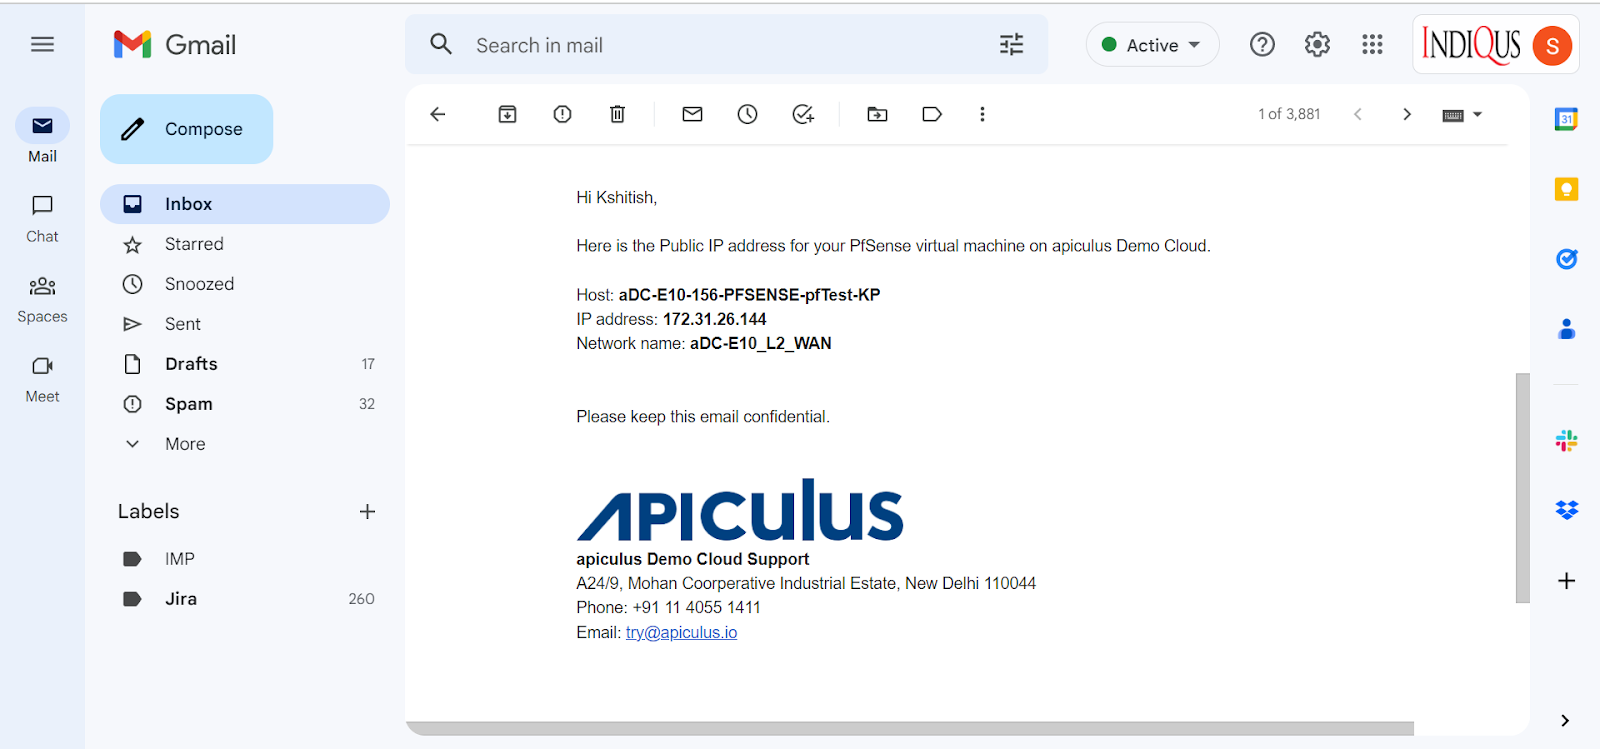 Gmail
Search in mail
Active
INDIQUS
S
Mail
Chat
Spaces
Meet
Compose
Inbox
Starred
Snoozed
Sent
Drafts 17
Spam 32
More
Labels
IMP
Jira 260
1 of 3,881
Hi Kshitish,
Here is the Public IP address for your PfSense virtual machine on apiculus Demo Cloud.
Host: aDC-E10-156-PFSENSE-pfTest-KP
IP address: 172.31.26.144
Network name: aDC-E10_L2_WAN
Please keep this email confidential.
APIculus
apiculus Demo Cloud Support
A24/9, Mohan Coorperative Industrial Estate, New Delhi 110044
Phone: +91 11 4055 1411
Email: try@apiculus.io
31